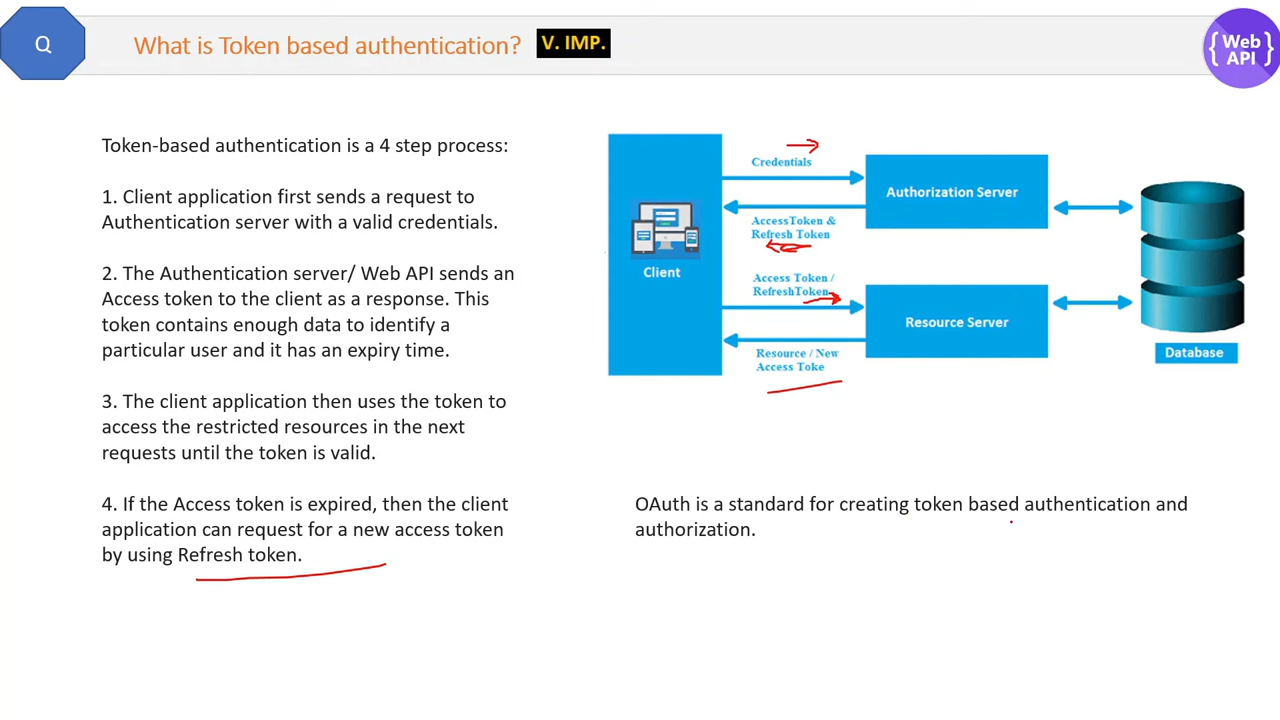 Q
What is Token based authentication?
V. IMP.
{ Web }
API
Token-based authentication is a 4 step process:
1. Client application first sends a request to
Authentication server with a valid credentials.
2. The Authentication server/ Web API sends an
Access token to the client as a response. This
token contains enough data to identify a
particular user and it has an expiry time.
3. The client application then uses the token to
access the restricted resources in the next
requests until the token is valid.
4. If the Access token is expired, then the client
application can request for a new access token
by using Refresh token.
Client
Credentials
AccessToken &
Refresh Token
Access Token /
RefreshToken
Resource / New
Access Toke
Authorization Server
Resource Server
Database
OAuth is a standard for creating token based authentication and
authorization.